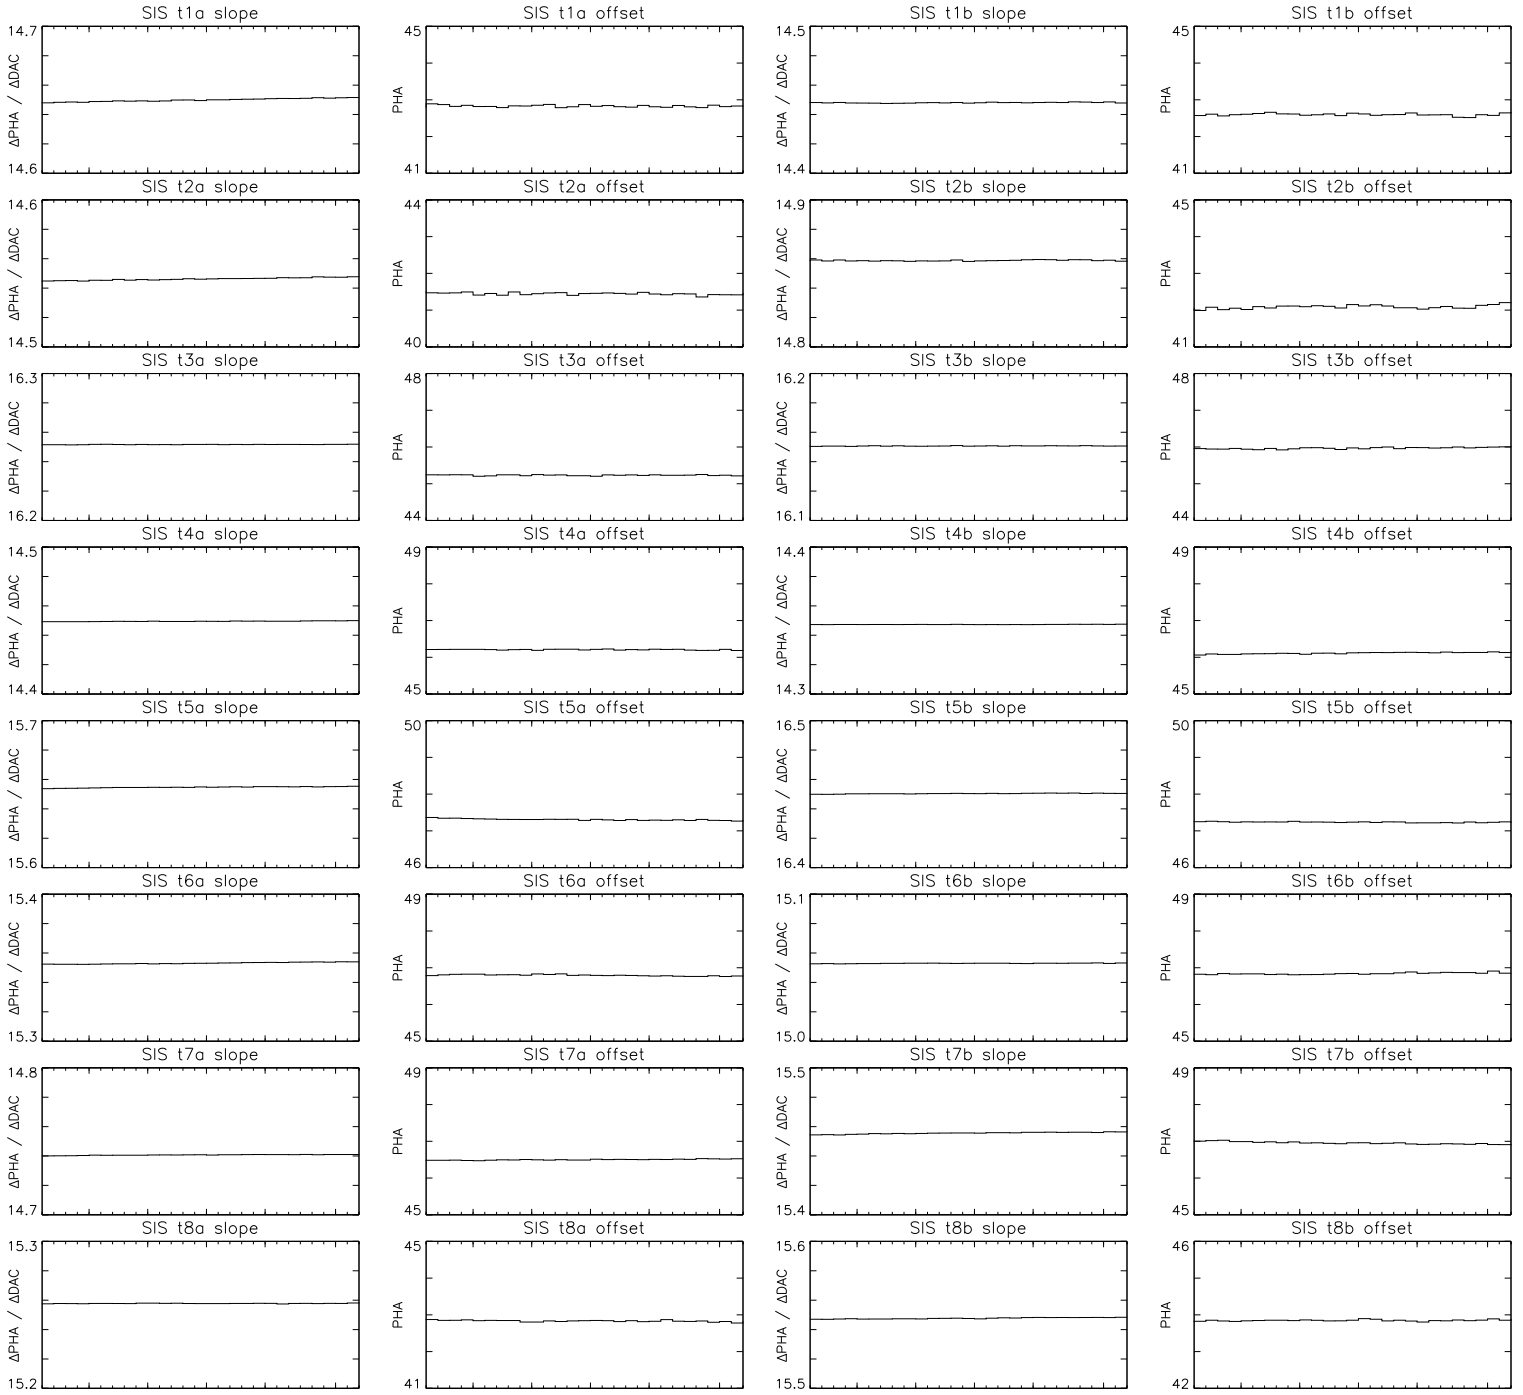 SIS t1a slope SIS t1a offset SIS t1b slope SIS t1b offset
14.7 45 14.5 45
ΔPHA / ΔDAC PHA ΔPHA / ΔDAC PHA
14.6 41 14.4 41
SIS t2a slope SIS t2a offset SIS t2b slope SIS t2b offset
14.6 44 14.9 45
ΔPHA / ΔDAC PHA ΔPHA / ΔDAC PHA
14.5 40 14.8 41
SIS t3a slope SIS t3a offset SIS t3b slope SIS t3b offset
16.3 48 16.2 48
ΔPHA / ΔDAC PHA ΔPHA / ΔDAC PHA
16.2 44 16.1 44
SIS t4a slope SIS t4a offset SIS t4b slope SIS t4b offset
14.5 49 14.4 49
ΔPHA / ΔDAC PHA ΔPHA / ΔDAC PHA
14.4 45 14.3 45
SIS t5a slope SIS t5a offset SIS t5b slope SIS t5b offset
15.7 50 16.5 50
ΔPHA / ΔDAC PHA ΔPHA / ΔDAC PHA
15.6 46 16.4 46
SIS t6a slope SIS t6a offset SIS t6b slope SIS t6b offset
15.4 49 15.1 49
ΔPHA / ΔDAC PHA ΔPHA / ΔDAC PHA
15.3 45 15.0 45
SIS t7a slope SIS t7a offset SIS t7b slope SIS t7b offset
14.8 49 15.5 49
ΔPHA / ΔDAC PHA ΔPHA / ΔDAC PHA
14.7 45 15.4 45
SIS t8a slope SIS t8a offset SIS t8b slope SIS t8b offset
15.3 45 15.6 46
ΔPHA / ΔDAC PHA ΔPHA / ΔDAC PHA
15.2 41 15.5 42